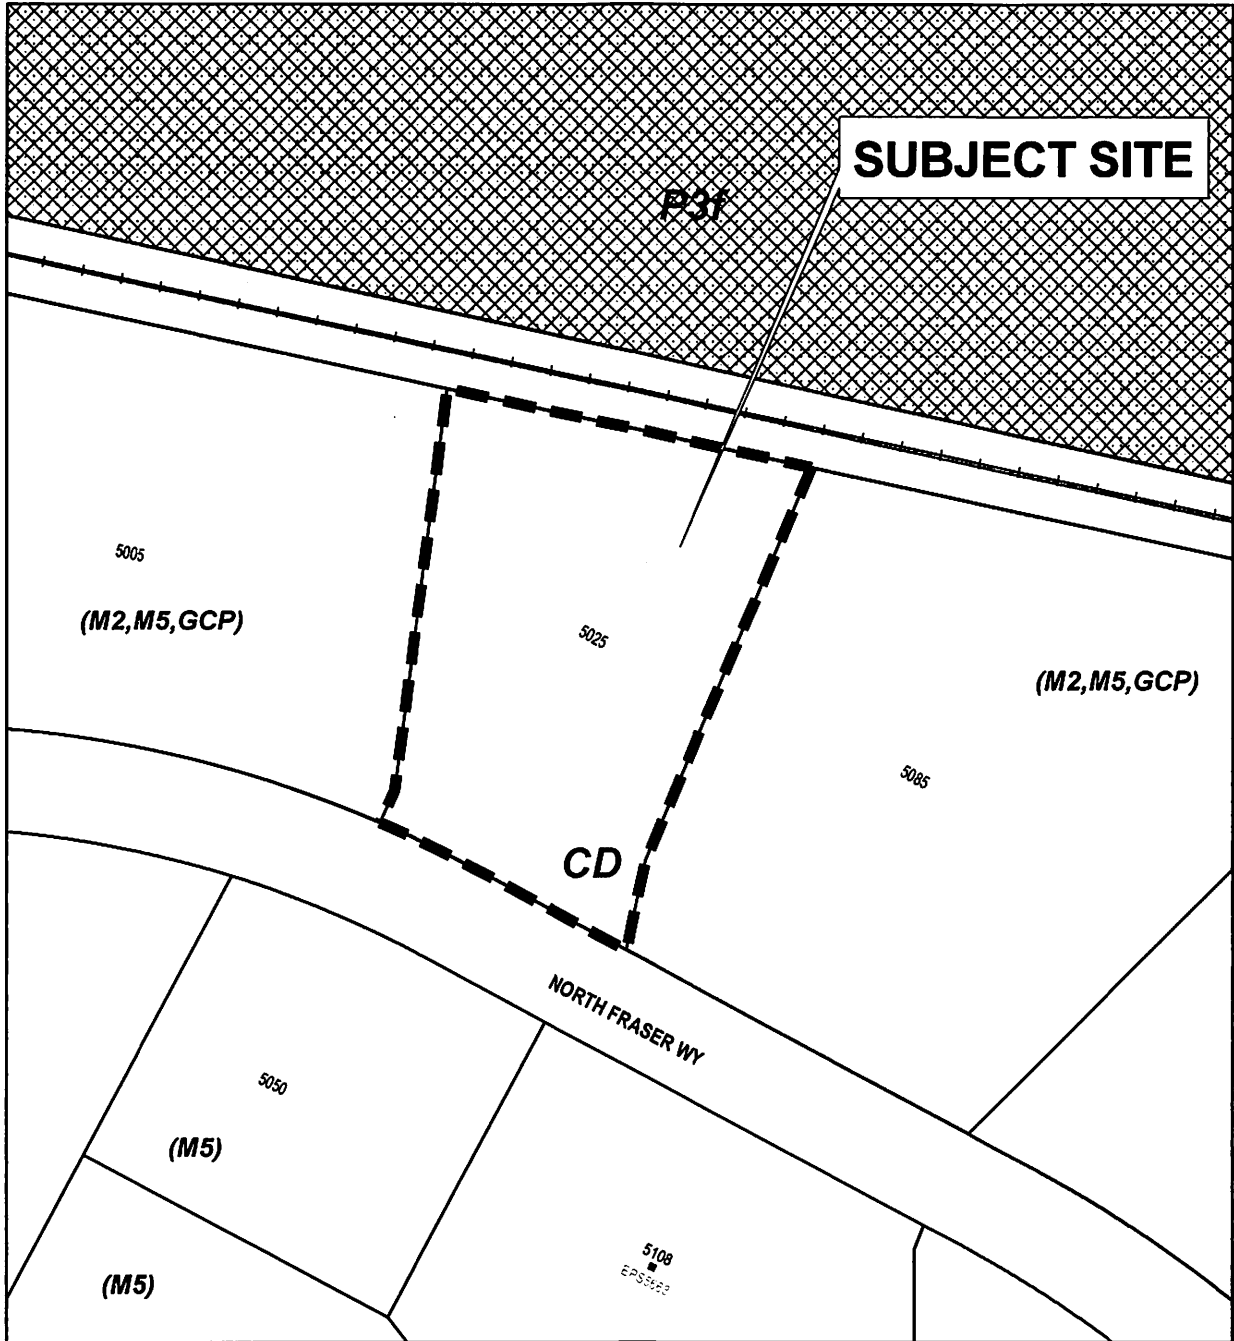 SUBJECT SITE
P3f
5005
(M2,M5,GCP)
5025
(M2,M5,GCP)
5085
CD
NORTH FRASER WY
5050
(M5)
5108
(M5)